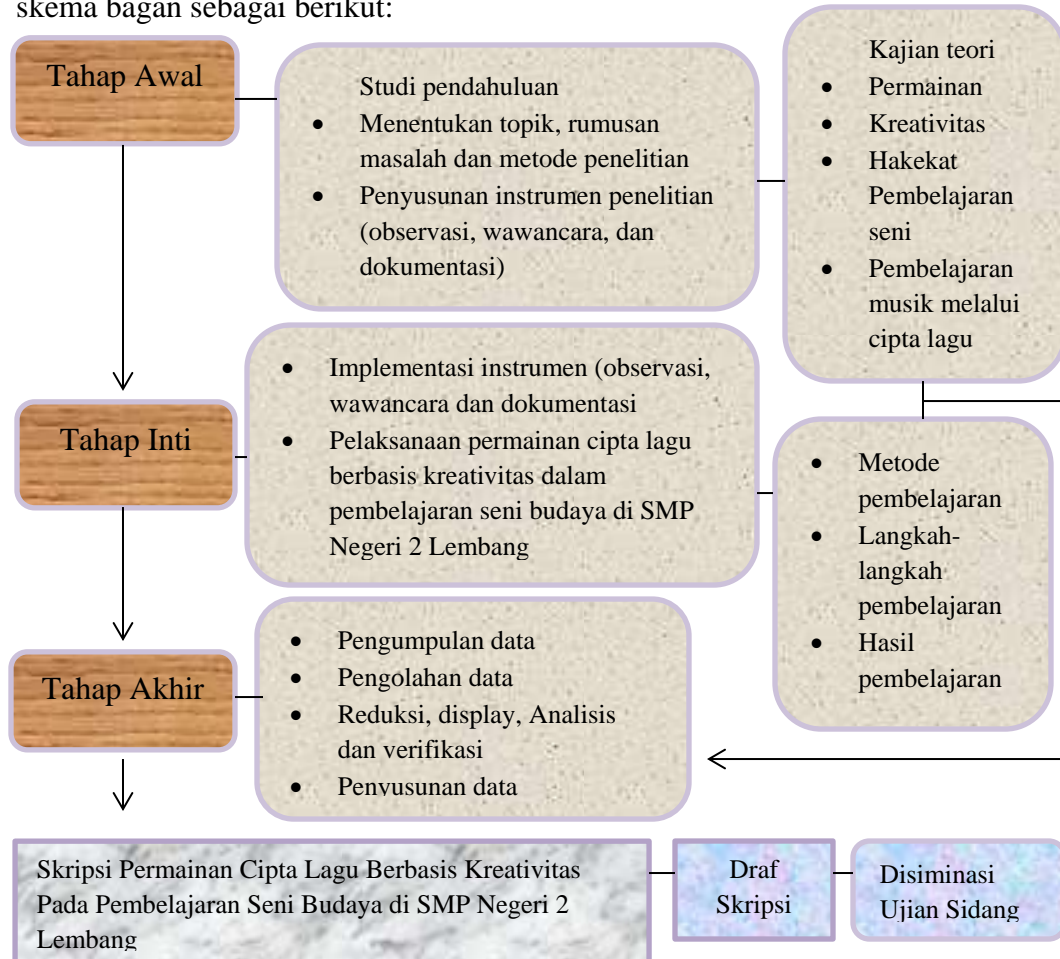 skema bagan sebagai berikut:
Tahap Awal
Studi pendahuluan
• Menentukan topik, rumusan
masalah dan metode penelitian
• Penyusunan instrumen penelitian
(observasi, wawancara, dan
dokumentasi)
Kajian teori
• Permainan
• Kreativitas
• Hakekat
Pembelajaran
seni
• Pembelajaran
musik melalui
cipta lagu
Tahap Inti
• Implementasi instrumen (observasi,
wawancara dan dokumentasi
• Pelaksanaan permainan cipta lagu
berbasis kreativitas dalam
pembelajaran seni budaya di SMP
Negeri 2 Lembang
• Metode
pembelajaran
• Langkah-
langkah
pembelajaran
• Hasil
pembelajaran
Tahap Akhir
• Pengumpulan data
• Pengolahan data
• Reduksi, display, Analisis
dan verifikasi
• Penyusunan data
Skripsi Permainan Cipta Lagu Berbasis Kreativitas
Pada Pembelajaran Seni Budaya di SMP Negeri 2
Lembang
Draf
Skripsi
Disiminasi
Ujian Sidang